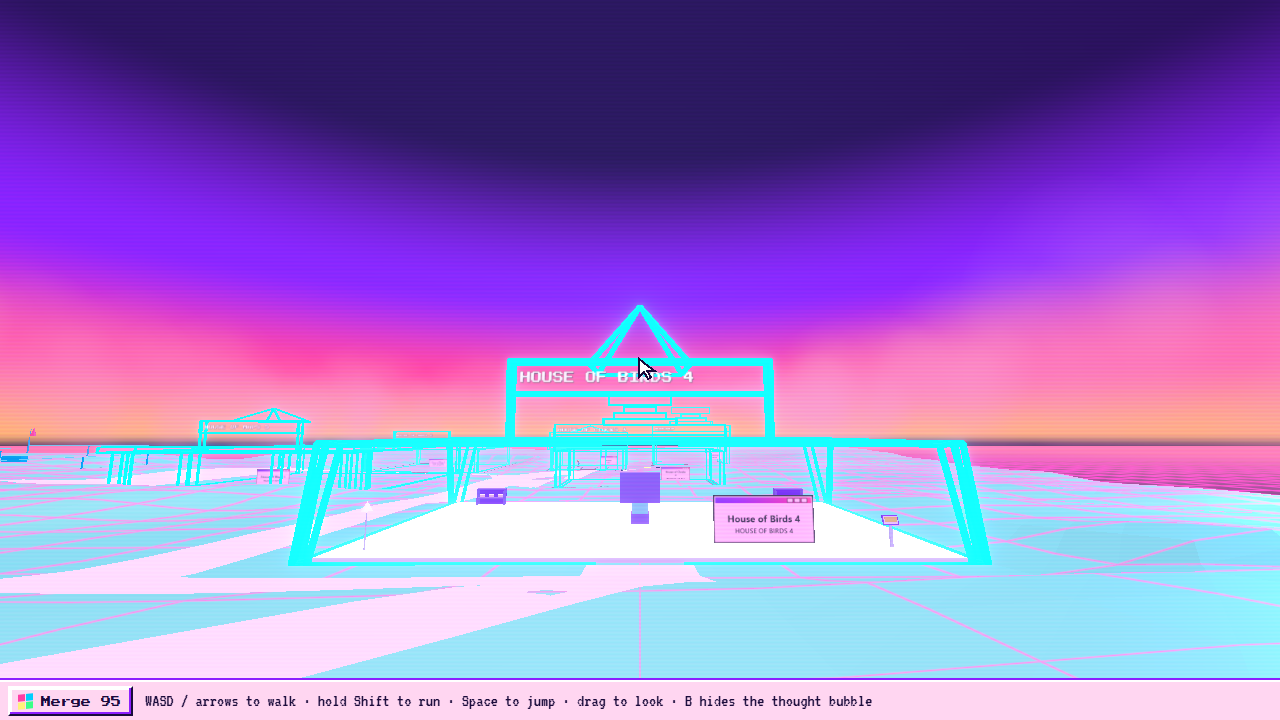 HOUSE OF BIRDS 4
House of Birds 4
HOUSE OF BIRDS 4
Merge 95
WASD / arrows to walk · hold Shift to run · Space to jump · drag to look · B hides the thought bubble